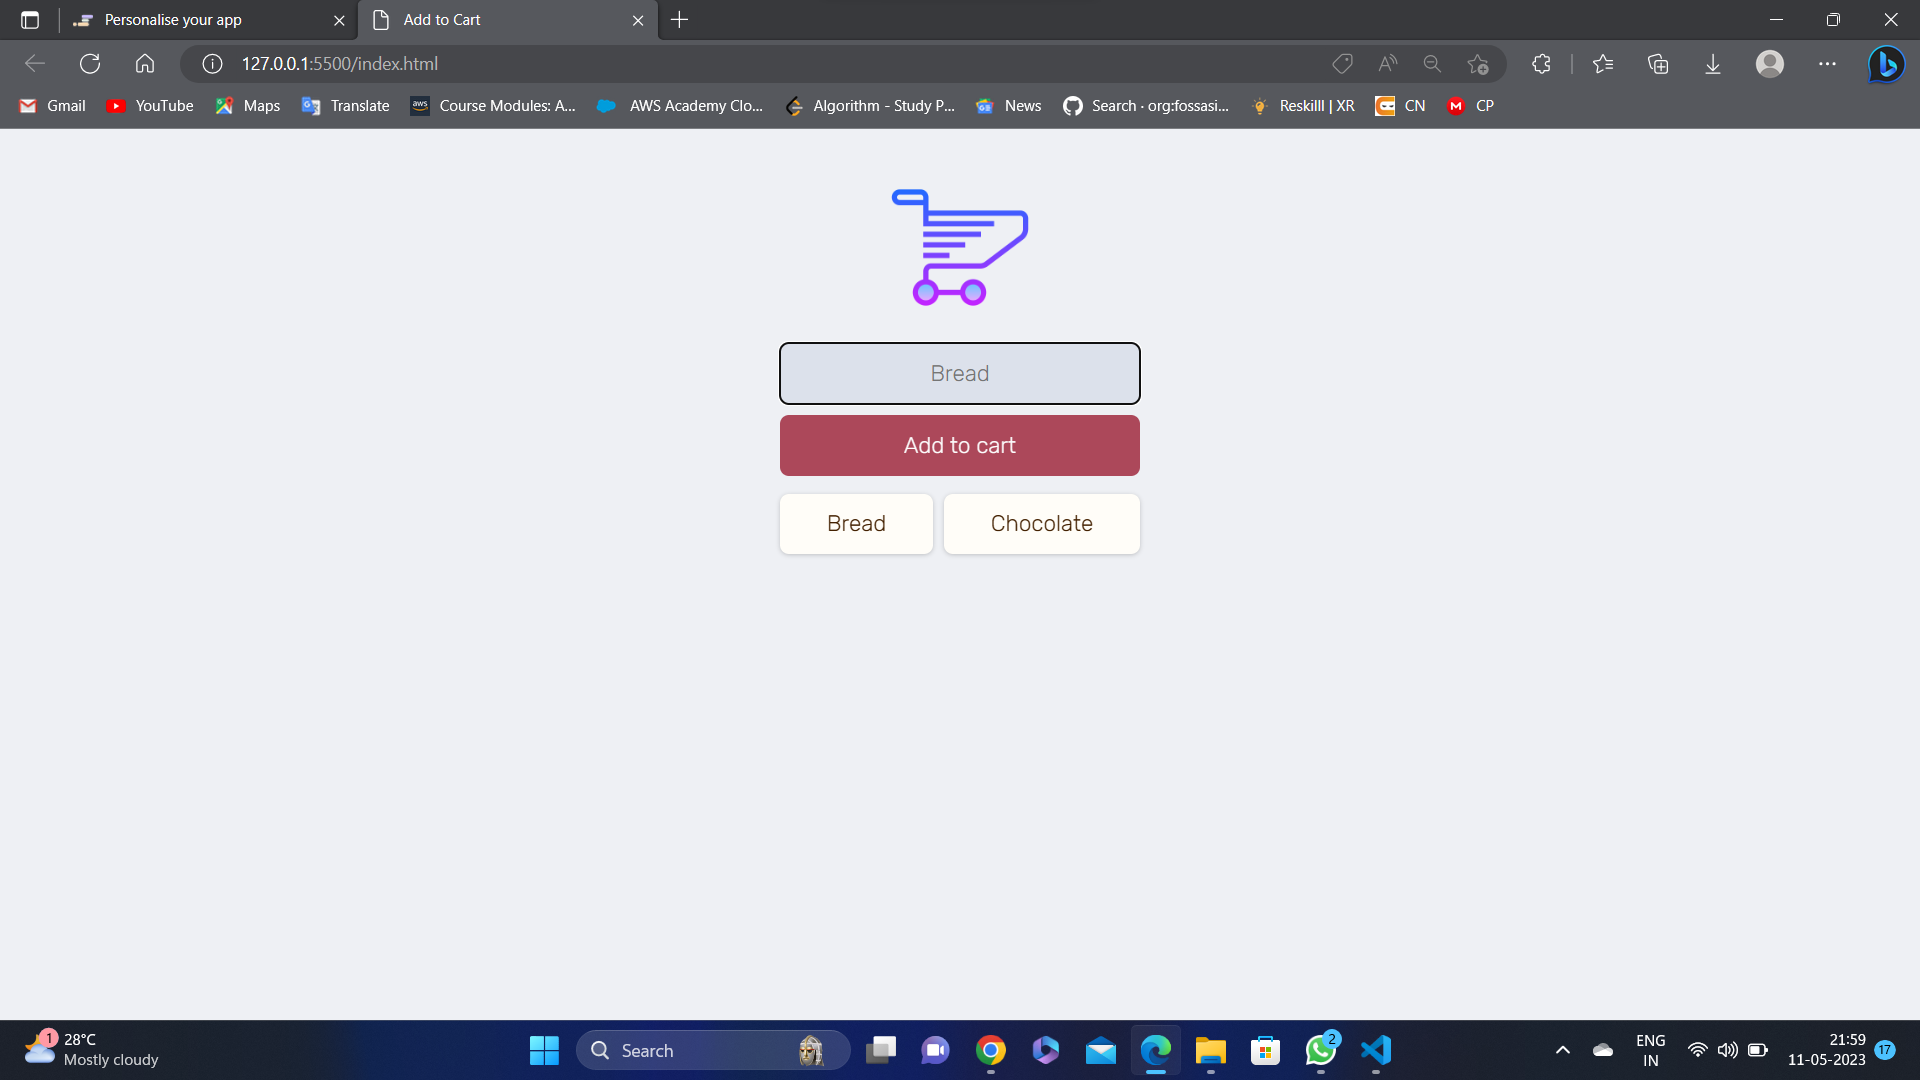 Personalise your app
Add to Cart
127.0.0.1:5500/index.html
Gmail
YouTube
Maps
Translate
aws
Course Modules: A...
AWS Academy Clo...
Algorithm - Study P...
News
Search · org:fossasi...
Reskilll | XR
CN
M
CP
Bread
Add to cart
Bread
Chocolate
1
28°C
Mostly cloudy
Search
2
ENG
IN
21:59
11-05-2023
17